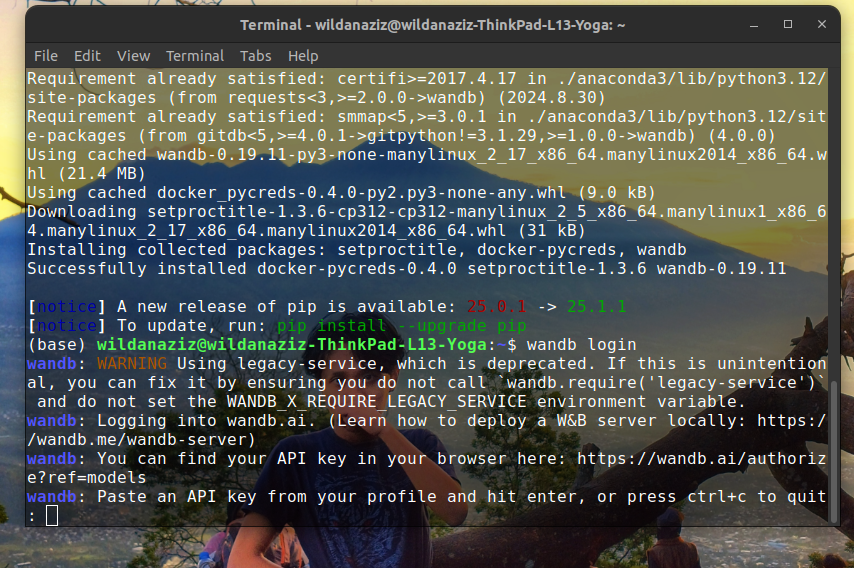 Terminal - wildanaziz@wildanaziz-ThinkPad-L13-Yoga: ~
File Edit View Terminal Tabs Help
Requirement already satisfied: certifi>=2017.4.17 in ./anaconda3/lib/python3.12/
site-packages (from requests<3,>=2.0.0->wandb) (2024.8.30)
Requirement already satisfied: smmap<5,>=3.0.1 in ./anaconda3/lib/python3.12/sit
e-packages (from gitdb<5,>=4.0.1->gitpython!=3.1.29,>=1.0.0->wandb) (4.0.0)
Using cached wandb-0.19.11-py3-none-manylinux_2_17_x86_64.manylinux2014_x86_64.w
hl (21.4 MB)
Using cached docker_pycreds-0.4.0-py2.py3-none-any.whl (9.0 kB)
Downloading setproctitle-1.3.6-cp312-cp312-manylinux_2_5_x86_64.manylinux1_x86_6
4.manylinux_2_17_x86_64.manylinux2014_x86_64.whl (31 kB)
Installing collected packages: setproctitle, docker-pycreds, wandb
Successfully installed docker-pycreds-0.4.0 setproctitle-1.3.6 wandb-0.19.11
[notice] A new release of pip is available: 25.0.1 -> 25.1.1
[notice] To update, run: pip install --upgrade pip
(base) wildanaziz@wildanaziz-ThinkPad-L13-Yoga:~$ wandb login
wandb: WARNING Using legacy-service, which is deprecated. If this is unintention
al, you can fix it by ensuring you do not call `wandb.require('legacy-service')`
 and do not set the WANDB_X_REQUIRE_LEGACY_SERVICE environment variable.
wandb: Logging into wandb.ai. (Learn how to deploy a W&B server locally: https:/
/wandb.me/wandb-server)
wandb: You can find your API key in your browser here: https://wandb.ai/authoriz
e?ref=models
wandb: Paste an API key from your profile and hit enter, or press ctrl+c to quit
: